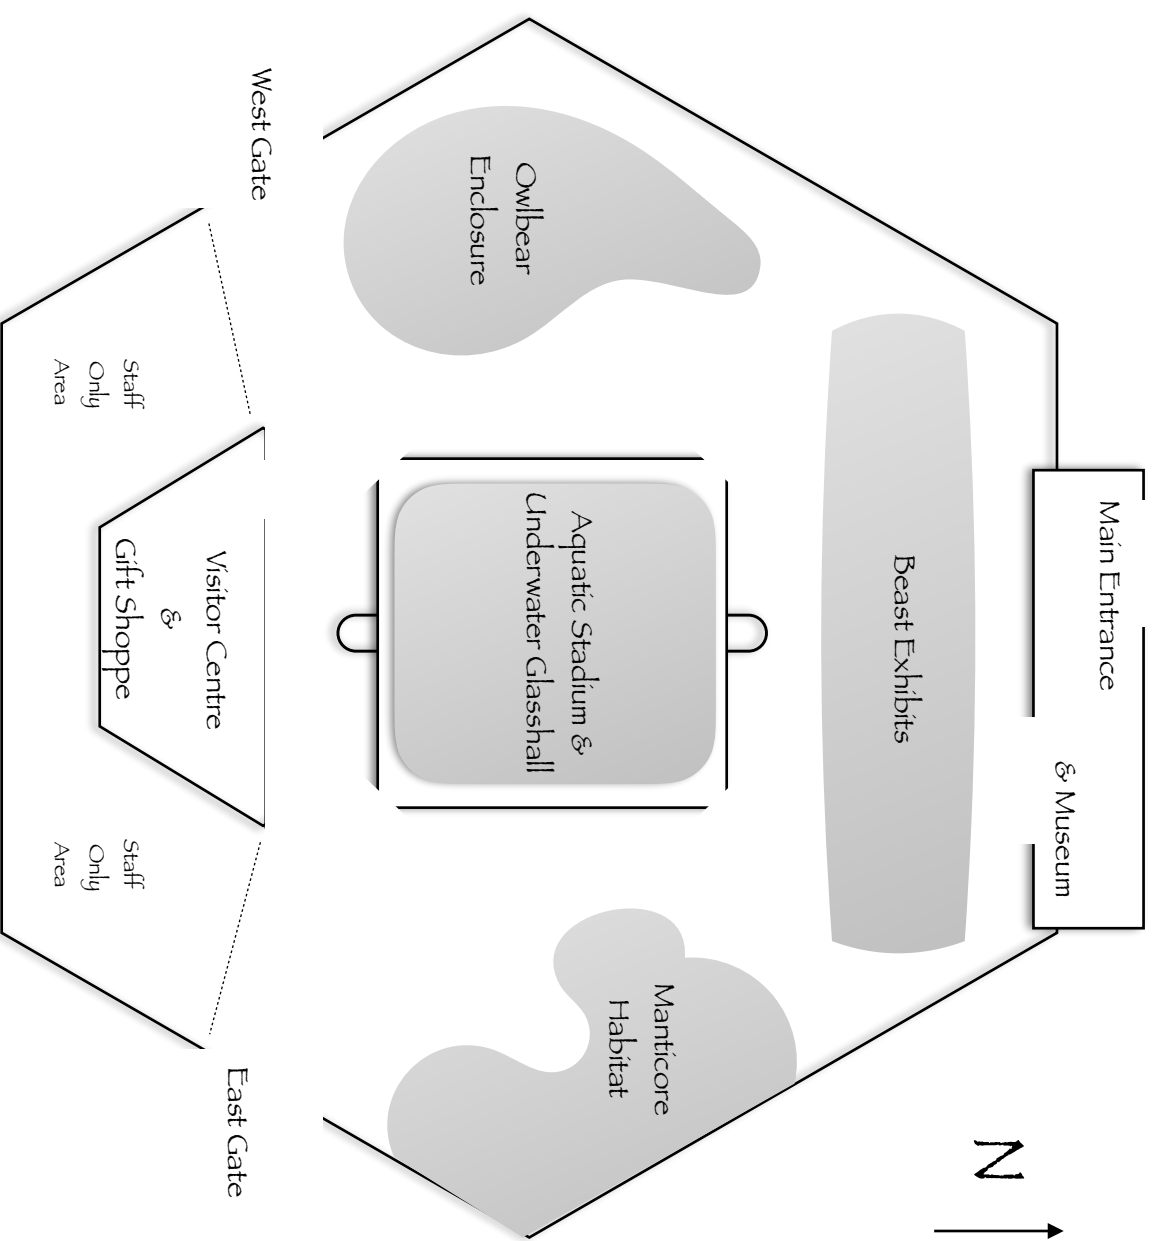 N
Main Entrance
& Museum
Beast Exhibits
Owlbear
Enclosure
Aquatic Stadium &
Underwater Glasshall
Manticore
Habitat
West Gate
East Gate
Visitor Centre
&
Gift Shoppe
Staff
Only
Area
Staff
Only
Area